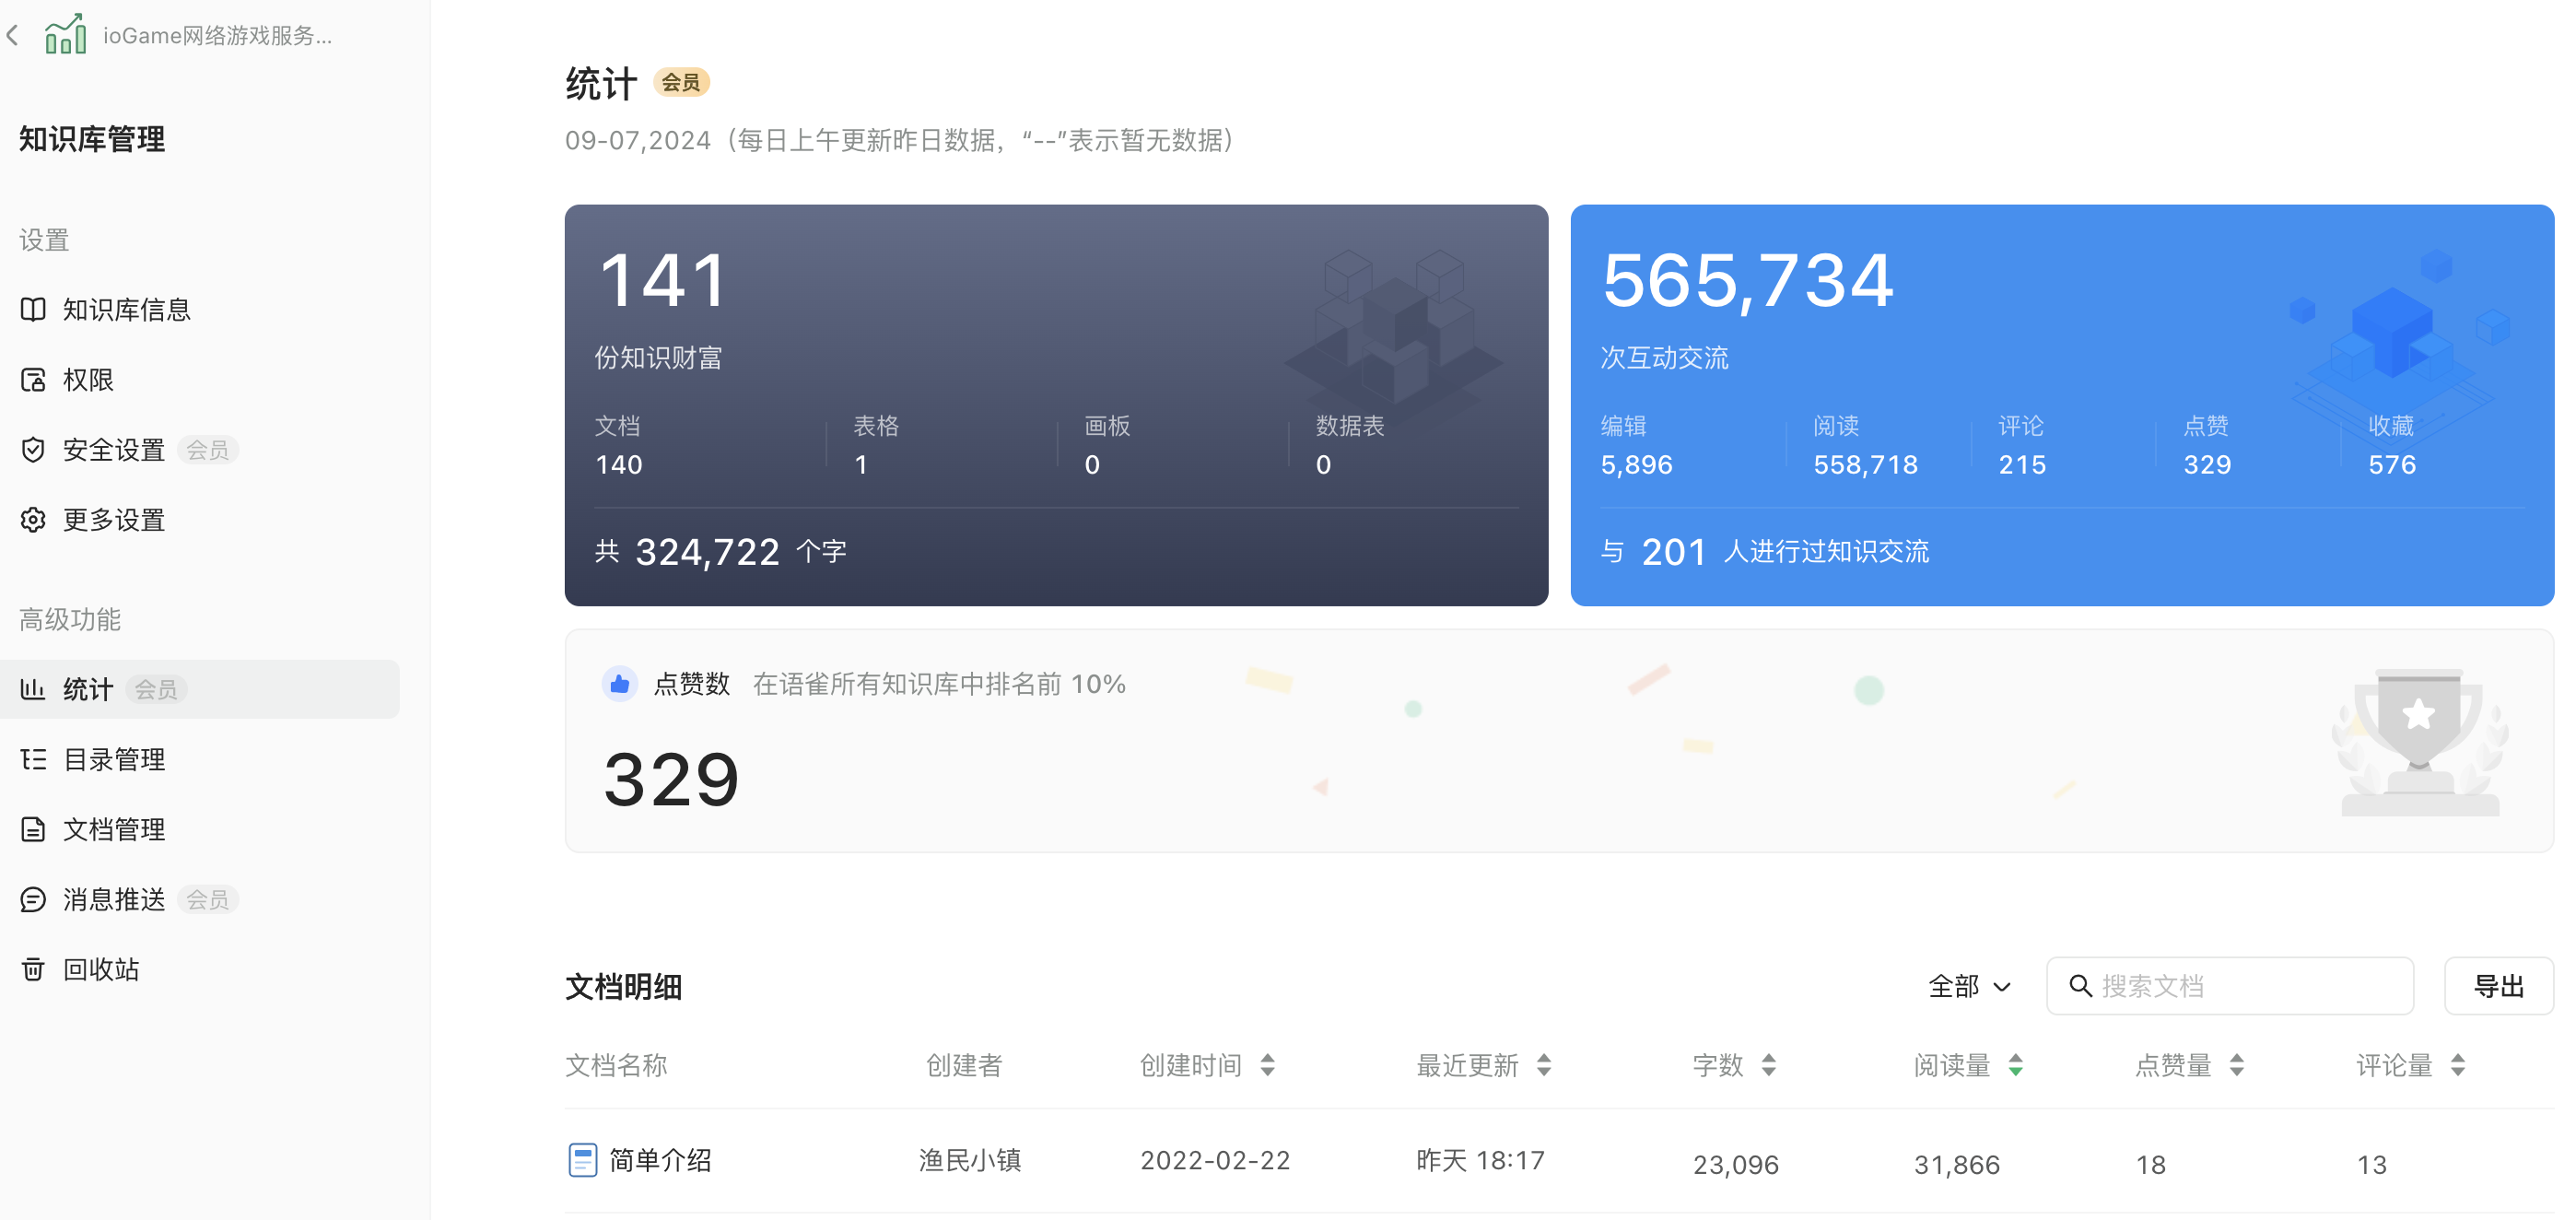 ioGame网络游戏服务...
知识库管理
设置
知识库信息
权限
安全设置 会员
更多设置
高级功能
统计 会员
目录管理
文档管理
消息推送 会员
回收站
统计 会员
09-07,2024（每日上午更新昨日数据，“--”表示暂无数据）
141
份知识财富
文档 表格 画板 数据表
140 1 0 0
共 324,722 个字
565,734
次互动交流
编辑 阅读 评论 点赞 收藏
5,896 558,718 215 329 576
与 201 人进行过知识交流
点赞数 在语雀所有知识库中排名前 10%
329
文档明细 全部 搜索文档 导出
文档名称 创建者 创建时间 最近更新 字数 阅读量 点赞量 评论量
简单介绍 渔民小镇 2022-02-22 昨天 18:17 23,096 31,866 18 13